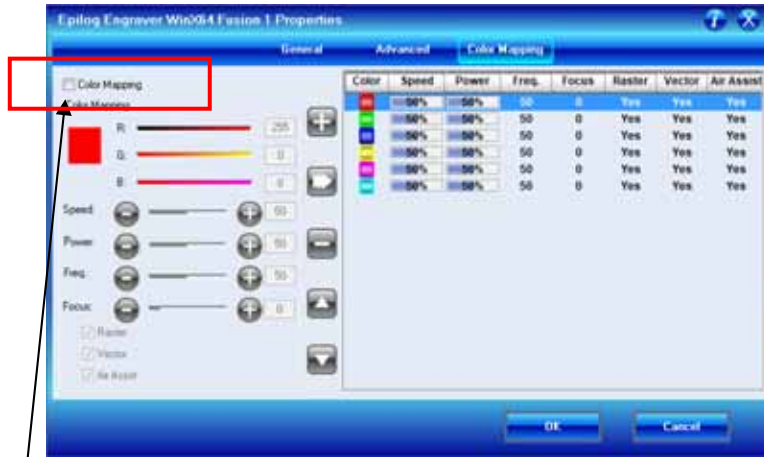 Epilog Engraver WinX64 Fusion 1 Properties
General Advanced Color Mapping
Color Mapping
Color Mapping
R: 255
G: 0
B: 0
Speed: 50
Power: 50
Freq.: 50
Focus: 0
Raster
Vector
Air Assist
Color Speed Power Freq. Focus Raster Vector Air Assist
50% 50% 50 0 Yes Yes Yes
50% 50% 50 0 Yes Yes Yes
50% 50% 50 0 Yes Yes Yes
50% 50% 50 0 Yes Yes Yes
50% 50% 50 0 Yes Yes Yes
50% 50% 50 0 Yes Yes Yes
OK Cancel